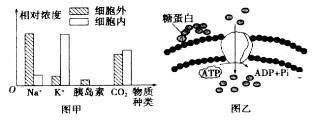 相对浓度
细胞外
细胞内
O
Na⁺ K⁺ 胰岛素 CO₂ 物质种类
图甲
糖蛋白
ATP
ADP+Pi
图乙